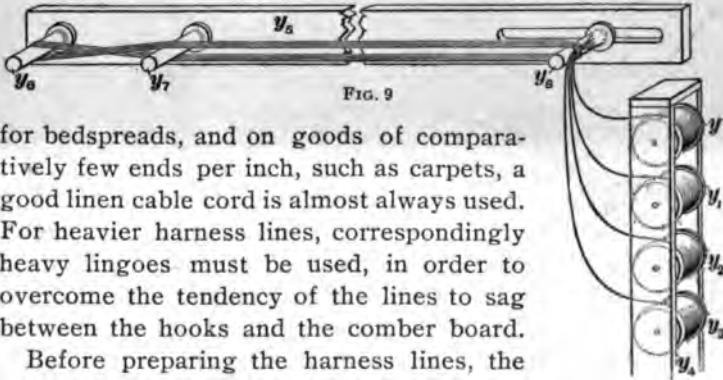 y₅
y₆
y₇
y₈
FIG. 9
y
y₁
y₂
y₃
y₄
for bedspreads, and on goods of compara-
tively few ends per inch, such as carpets, a
good linen cable cord is almost always used.
For heavier harness lines, correspondingly
heavy lingoes must be used, in order to
overcome the tendency of the lines to sag
between the hooks and the comber board.
Before preparing the harness lines, the